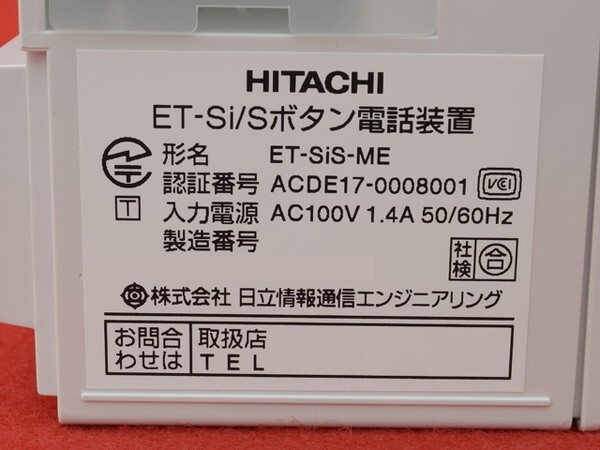 HITACHI
ET-Si/Sボタン電話装置
形名 ET-SiS-ME
認証番号 ACDE17-0008001 VCI
T 入力電源 AC100V 1.4A 50/60Hz
製造番号
社検 合
株式会社 日立情報通信エンジニアリング
お問合わせは 取扱店
TEL